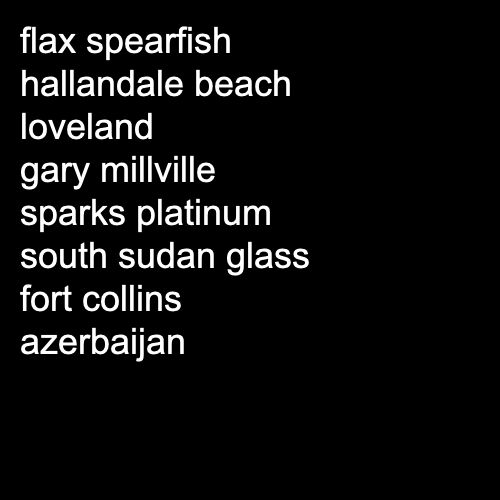 flax spearfish
hallandale beach
loveland
gary millville
sparks platinum
south sudan glass
fort collins
azerbaijan